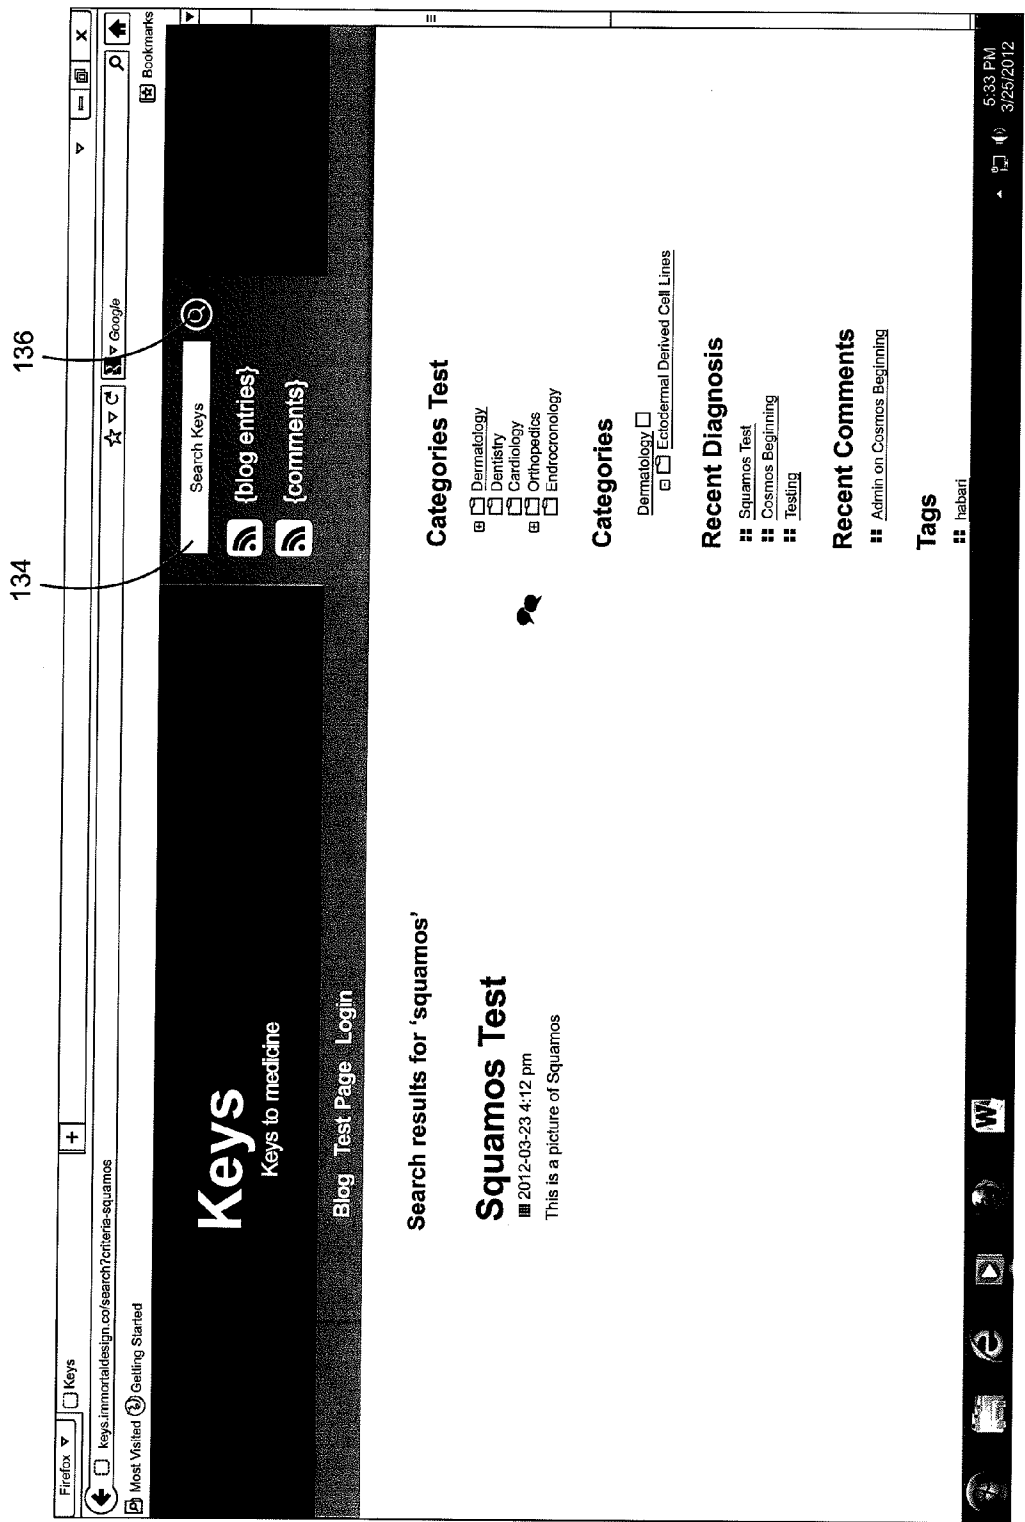 136
134
Firefox
Keys
+
X
keys.immortaldesign.co/search?criteria-squamos
Google
Most Visited
Getting Started
Bookmarks
Keys
Keys to medicine
Search Keys
{blog entries}
{comments}
Blog Test Page Login
Search results for ‘squamos’
Squamos Test
2012-03-23 4:12 pm
This is a picture of Squamos
Categories Test
Dermatology
Dentistry
Cardiology
Orthopedics
Endrocronology
Categories
Dermatology
Ectodermal Derived Cell Lines
Recent Diagnosis
Squamos Test
Cosmos Beginning
Testing
Recent Comments
Admin on Cosmos Beginning
Tags
habari
W
5:33 PM
3/25/2012